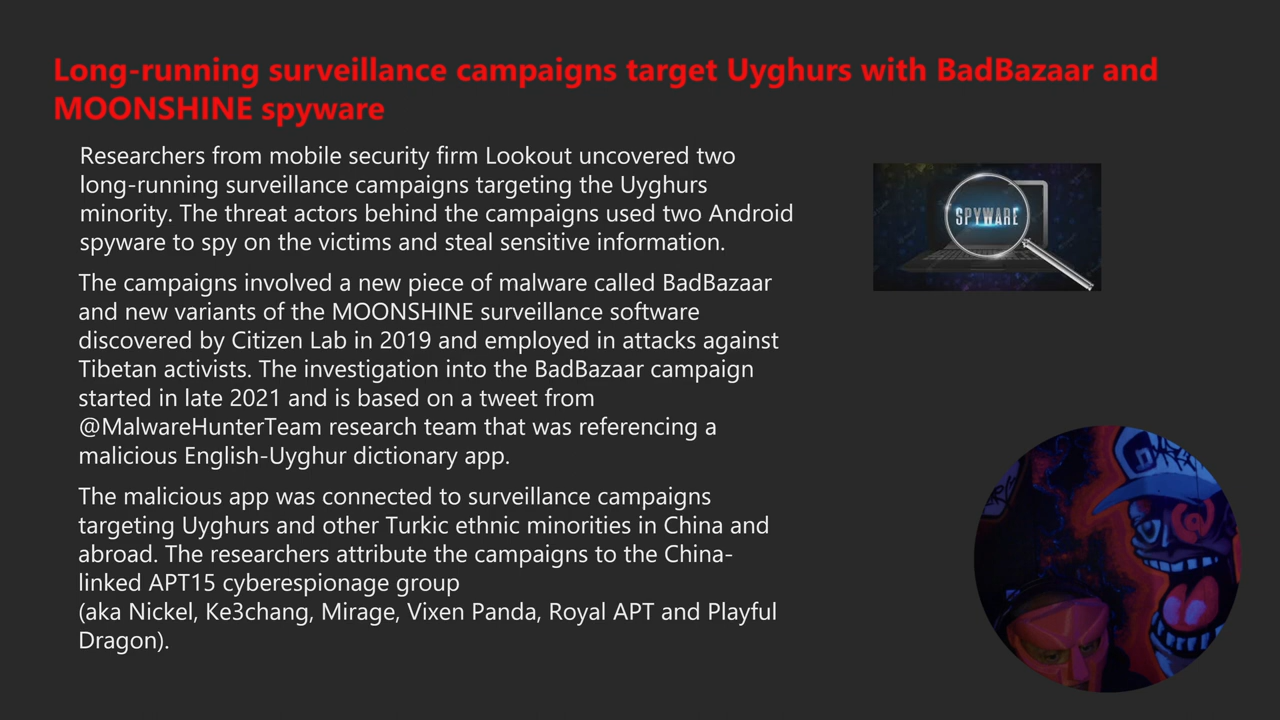 Long-running surveillance campaigns target Uyghurs with BadBazaar and
MOONSHINE spyware
Researchers from mobile security firm Lookout uncovered two
long-running surveillance campaigns targeting the Uyghurs
minority. The threat actors behind the campaigns used two Android
spyware to spy on the victims and steal sensitive information.
SPYWARE
The campaigns involved a new piece of malware called BadBazaar
and new variants of the MOONSHINE surveillance software
discovered by Citizen Lab in 2019 and employed in attacks against
Tibetan activists. The investigation into the BadBazaar campaign
started in late 2021 and is based on a tweet from
@MalwareHunterTeam research team that was referencing a
malicious English-Uyghur dictionary app.
The malicious app was connected to surveillance campaigns
targeting Uyghurs and other Turkic ethnic minorities in China and
abroad. The researchers attribute the campaigns to the China-
linked APT15 cyberespionage group
(aka Nickel, Ke3chang, Mirage, Vixen Panda, Royal APT and Playful
Dragon).